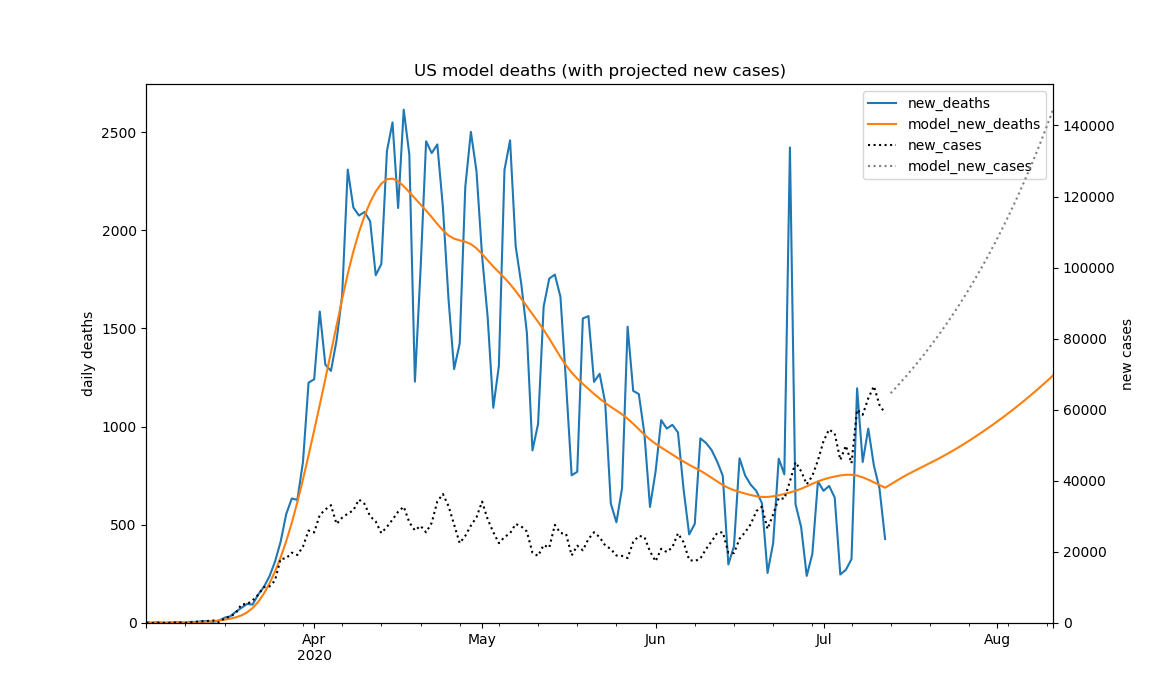 US model deaths (with projected new cases)
new_deaths
model_new_deaths
new_cases
model_new_cases
daily deaths
2500
2000
1500
1000
500
0
140000
120000
100000
80000
60000
40000
20000
0
new cases
Apr
2020
May
Jun
Jul
Aug